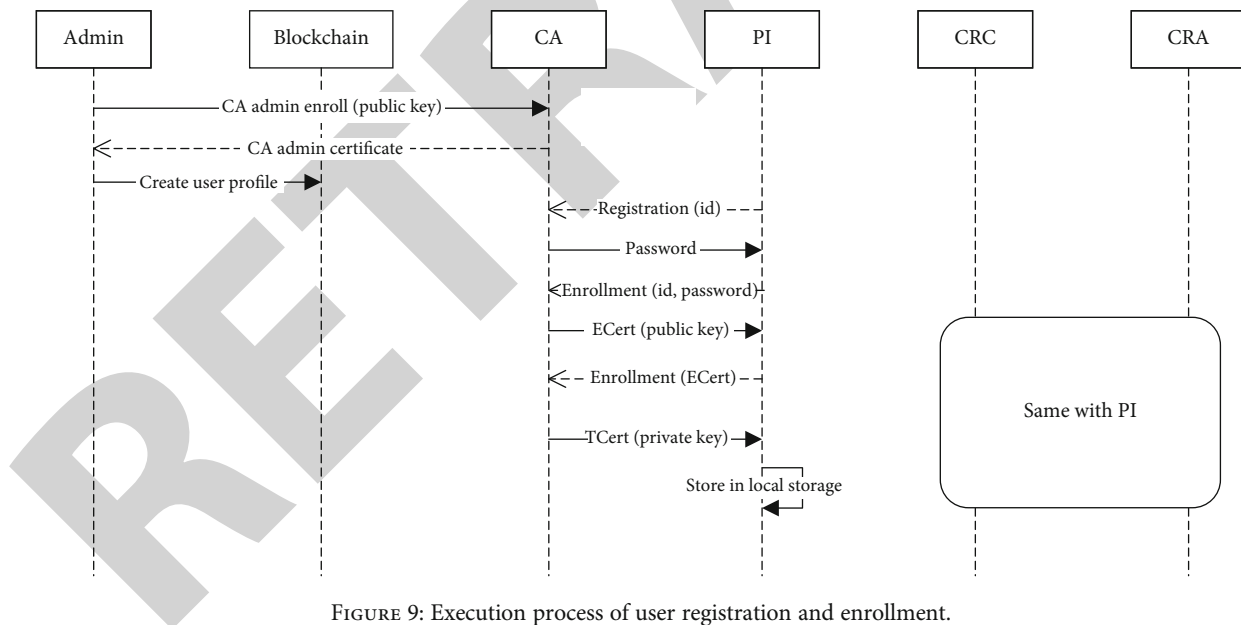 Admin
Blockchain
CA
PI
CRC
CRA
CA admin enroll (public key)
CA admin certificate
Create user profile
Registration (id)
Password
Enrollment (id, password)
ECert (public key)
Enrollment (ECert)
Same with PI
TCert (private key)
Store in local storage
FIGURE 9: Execution process of user registration and enrollment.